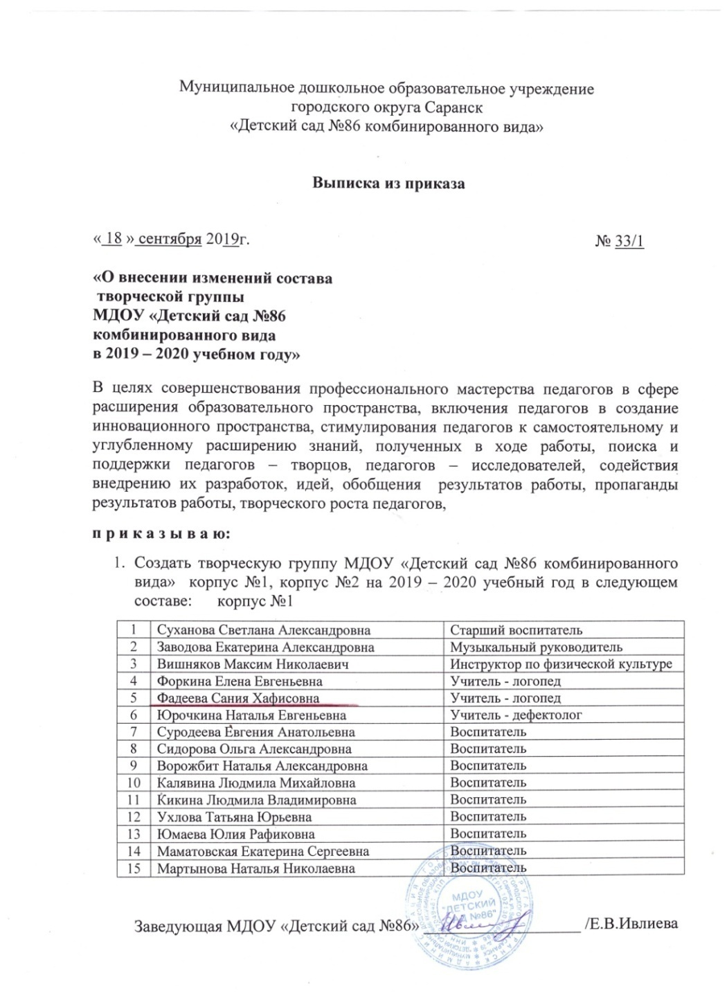 Муниципальное дошкольное образовательное учреждение
городского округа Саранск
«Детский сад №86 комбинированного вида»
Выписка из приказа
« 18 » сентября 2019г. № 33/1
«О внесении изменений состава
творческой группы
МДОУ «Детский сад №86
комбинированного вида
в 2019 – 2020 учебном году»
В целях совершенствования профессионального мастерства педагогов в сфере
расширения образовательного пространства, включения педагогов в создание
инновационного пространства, стимулирования педагогов к самостоятельному и
углубленному расширению знаний, полученных в ходе работы, поиска и
поддержки педагогов – творцов, педагогов – исследователей, содействия
внедрению их разработок, идей, обобщения результатов работы, пропаганды
результатов работы, творческого роста педагогов,
п р и к а з ы в а ю:
1. Создать творческую группу МДОУ «Детский сад №86 комбинированного
вида» корпус №1, корпус №2 на 2019 – 2020 учебный год в следующем
составе: корпус №1
1 Суханова Светлана Александровна Старший воспитатель
2 Заводова Екатерина Александровна Музыкальный руководитель
3 Вишняков Максим Николаевич Инструктор по физической культуре
4 Форкина Елена Евгеньевна Учитель - логопед
5 Фадеева Сания Хафисовна Учитель - логопед
6 Юрочкина Наталья Евгеньевна Учитель - дефектолог
7 Суродеева Евгения Анатольевна Воспитатель
8 Сидорова Ольга Александровна Воспитатель
9 Ворожбит Наталья Александровна Воспитатель
10 Калявина Людмила Михайловна Воспитатель
11 Кикина Людмила Владимировна Воспитатель
12 Ухлова Татьяна Юрьевна Воспитатель
13 Юмаева Юлия Рафиковна Воспитатель
14 Маматовская Екатерина Сергеевна Воспитатель
15 Мартынова Наталья Николаевна Воспитатель
МДОУ
"ДЕТСКИЙ
САД №86"
Заведующая МДОУ «Детский сад №86» /Е.В.Ивлиева